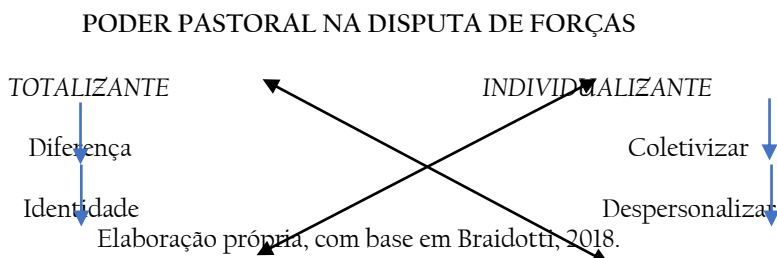 PODER PASTORAL NA DISPUTA DE FORÇAS
TOTALIZANTE INDIVIDUALIZANTE
Diferença Coletivizar
Identidade Despersonalizar
Elaboração própria, com base em Braidotti, 2018.